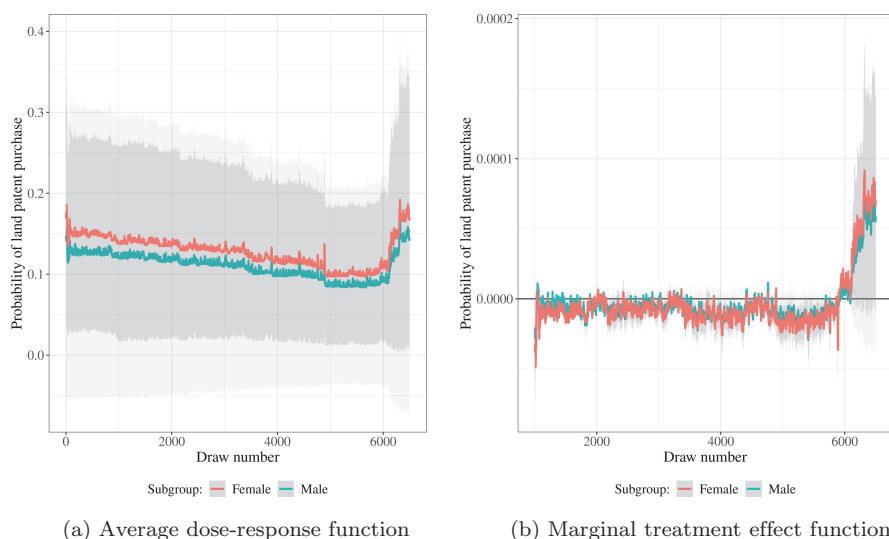 0.4
0.3
0.2
0.1
0.0
Probability of land patent purchase
0
2000
4000
6000
Draw number
Subgroup: Female Male
(a) Average dose-response function
0.0002
0.0001
0.0000
Probability of land patent purchase
2000
4000
6000
Draw number
Subgroup: Female Male
(b) Marginal treatment effect function